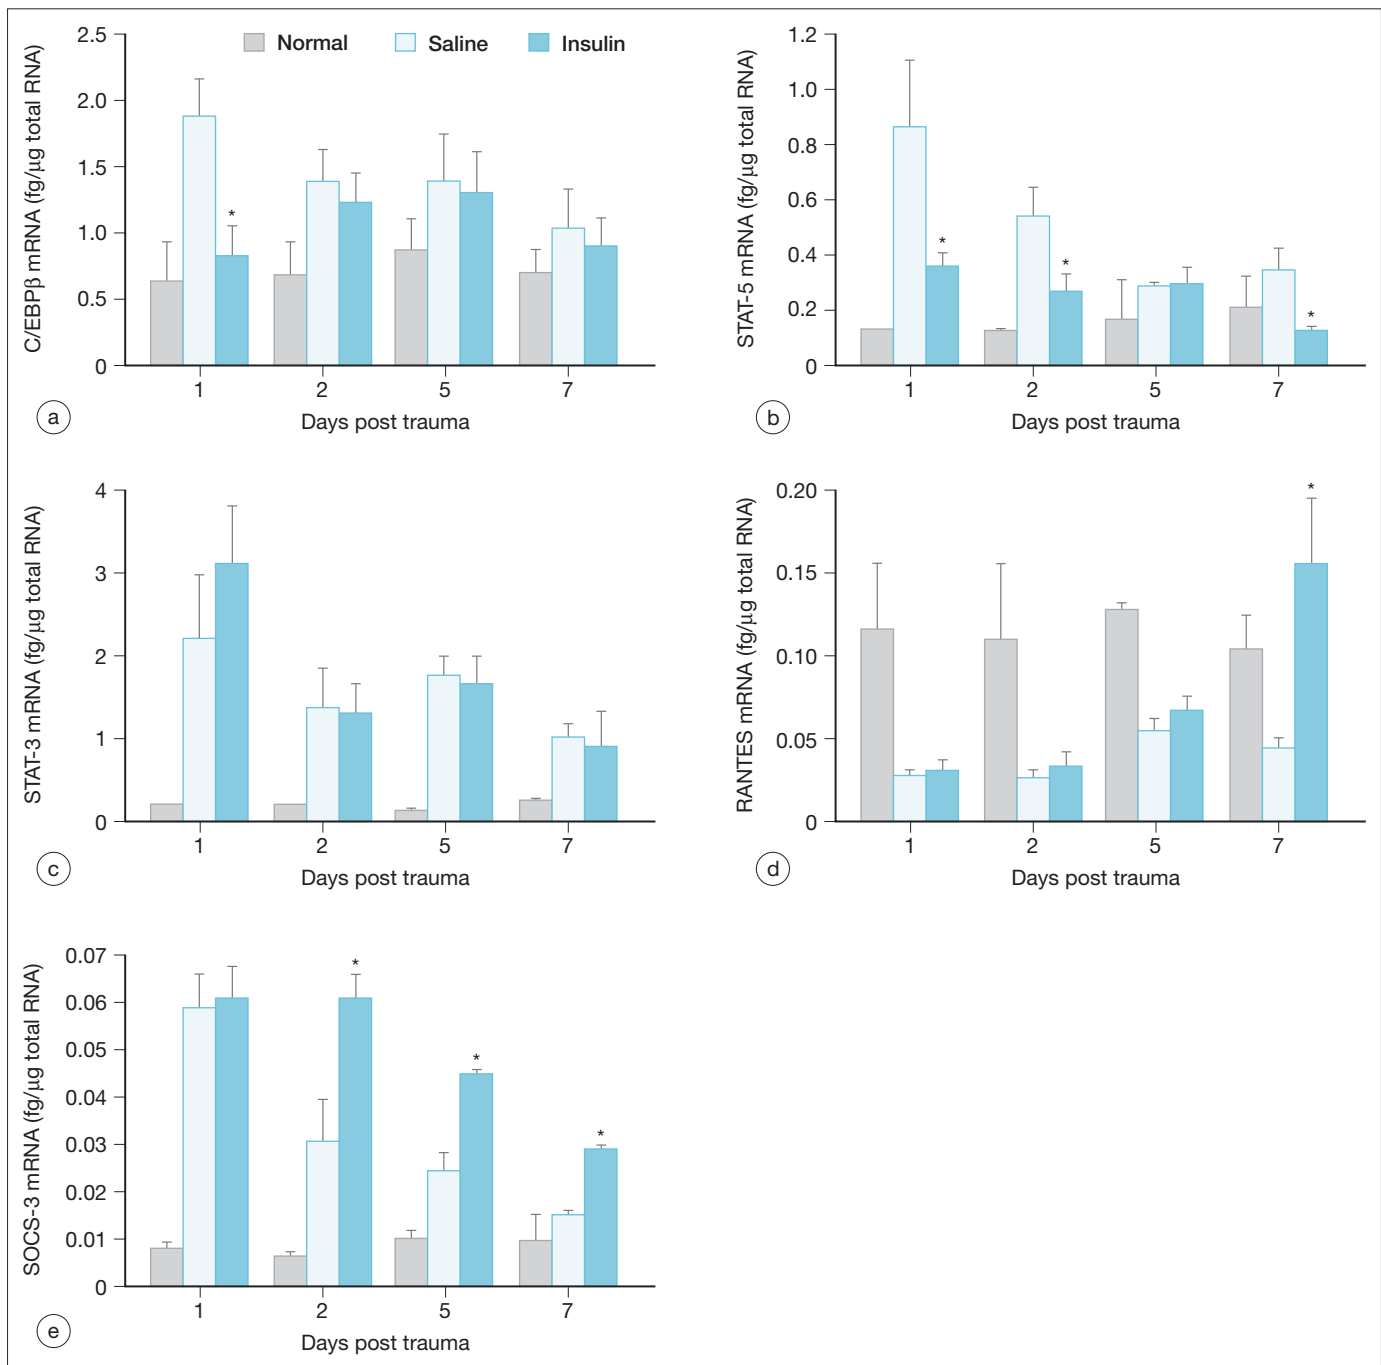 Normal Saline Insulin
C/EBPβ mRNA (fg/μg total RNA)
2.5
2.0
1.5
1.0
0.5
0
*
1 2 5 7
Days post trauma
a
STAT-5 mRNA (fg/μg total RNA)
1.2
1.0
0.8
0.6
0.4
0.2
0
* * *
1 2 5 7
Days post trauma
b
STAT-3 mRNA (fg/μg total RNA)
4
3
2
1
0
1 2 5 7
Days post trauma
c
RANTES mRNA (fg/μg total RNA)
0.20
0.15
0.10
0.05
0
*
1 2 5 7
Days post trauma
d
SOCS-3 mRNA (fg/μg total RNA)
0.07
0.06
0.05
0.04
0.03
0.02
0.01
0
* * *
1 2 5 7
Days post trauma
e